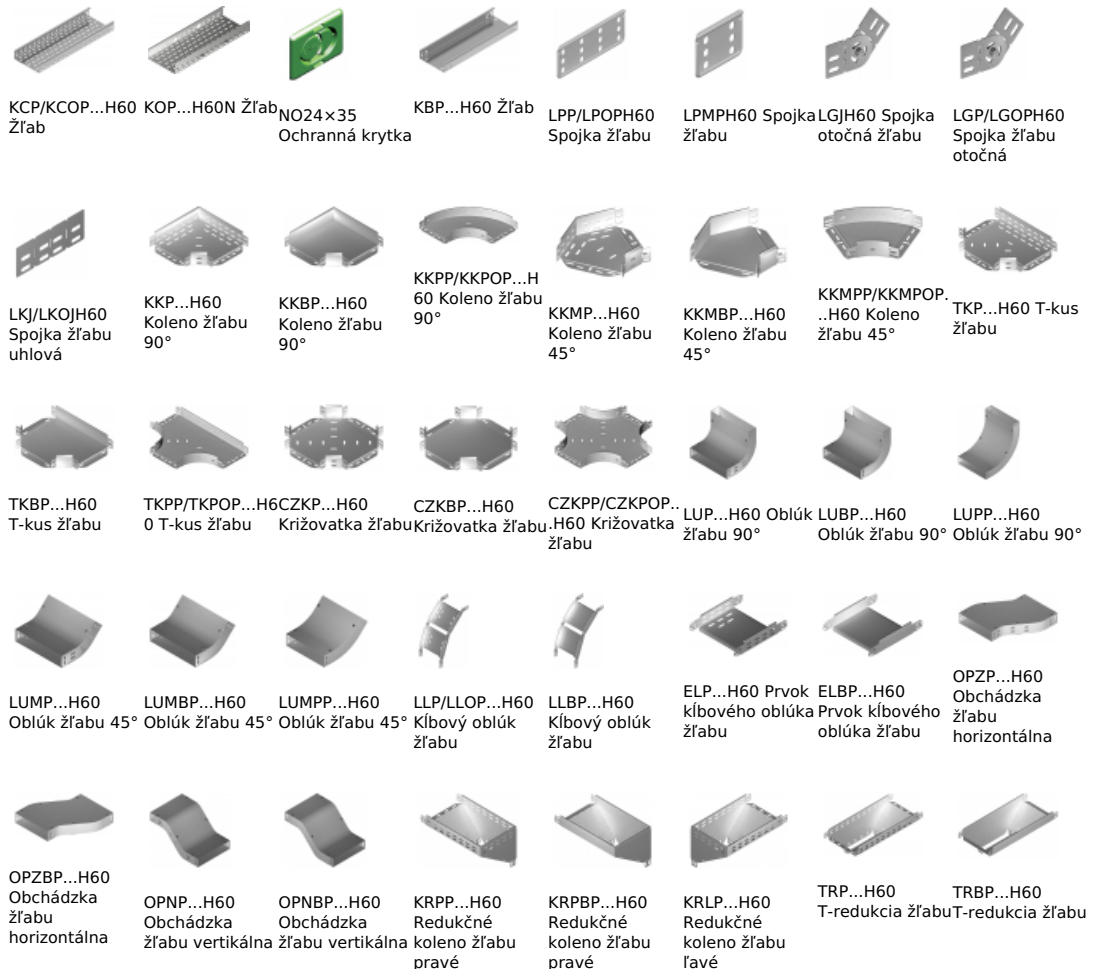 KCP/KCOP...H60
Žľab
KOP...H60N Žľab
NO24×35
Ochranná krytka
KBP...H60 Žľab
LPP/LPOPH60
Spojka žľabu
LPMPH60 Spojka
žľabu
LGJH60 Spojka
otočná žľabu
LGP/LGOPH60
Spojka žľabu
otočná
LKJ/LKOJH60
Spojka žľabu
uhlová
KKP...H60
Koleno žľabu
90°
KKBP...H60
Koleno žľabu
90°
KKPP/KKPOP...H
60 Koleno žľabu
90°
KKMP...H60
Koleno žľabu
45°
KKMBP...H60
Koleno žľabu
45°
KKMPP/KKMPOP.
..H60 Koleno
žľabu 45°
TKP...H60 T-kus
žľabu
TKBP...H60
T-kus žľabu
TKPP/TKPOP...H6
0 T-kus žľabu
CZKP...H60
Križovatka žľabu
CZKBP...H60
Križovatka žľabu
CZKPP/CZKPOP..
.H60 Križovatka
žľabu
LUP...H60 Oblúk
žľabu 90°
LUBP...H60
Oblúk žľabu 90°
LUPP...H60
Oblúk žľabu 90°
LUMP...H60
Oblúk žľabu 45°
LUMBP...H60
Oblúk žľabu 45°
LUMPP...H60
Oblúk žľabu 45°
LLP/LLOP...H60
Kĺbový oblúk
žľabu
LLBP...H60
Kĺbový oblúk
žľabu
ELP...H60 Prvok
kĺbového oblúka
žľabu
ELBP...H60
Prvok kĺbového
oblúka žľabu
OPZP...H60
Obchádzka
žľabu
horizontálna
OPZBP...H60
Obchádzka
žľabu
horizontálna
OPNP...H60
Obchádzka
žľabu vertikálna
OPNBP...H60
Obchádzka
žľabu vertikálna
KRPP...H60
Redukčné
koleno žľabu
pravé
KRPBP...H60
Redukčné
koleno žľabu
pravé
KRLP...H60
Redukčné
koleno žľabu
ľavé
TRP...H60
T-redukcia žľabu
TRBP...H60
T-redukcia žľabu